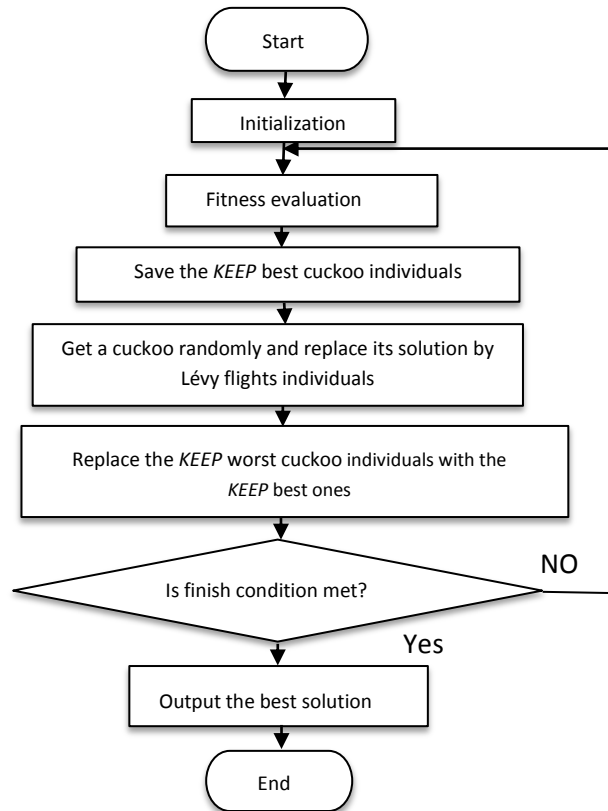 Start
Initialization
Fitness evaluation
Save the KEEP best cuckoo individuals
Get a cuckoo randomly and replace its solution by
Lévy flights individuals
Replace the KEEP worst cuckoo individuals with the
KEEP best ones
Is finish condition met?
NO
Yes
Output the best solution
End